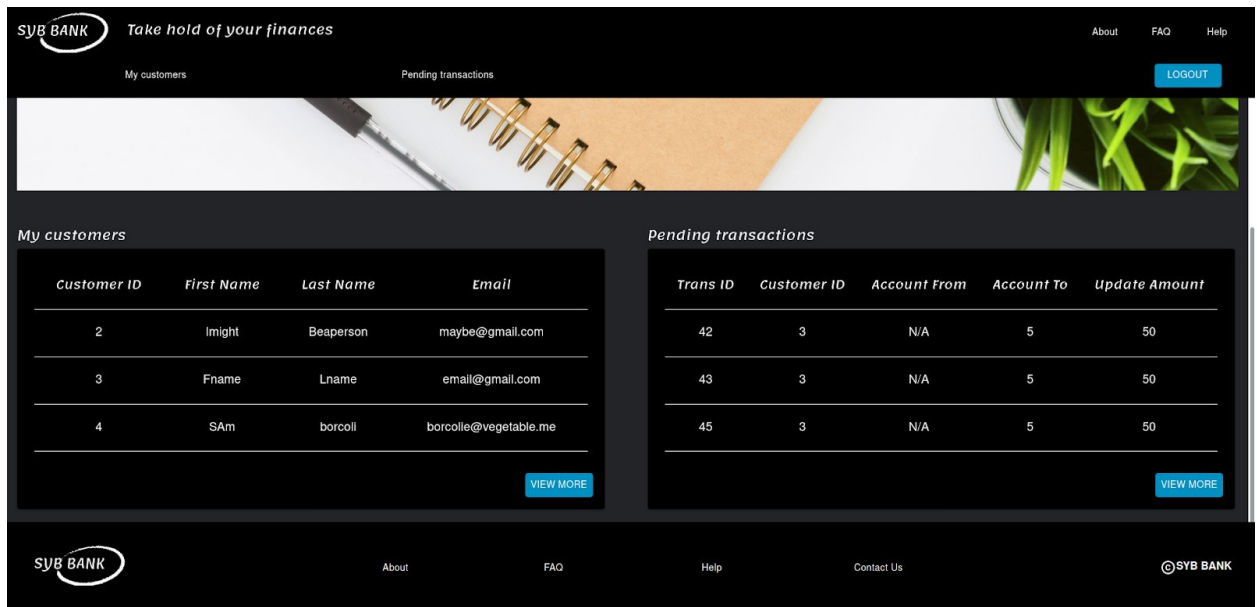 SYB BANK Take hold of your finances About FAQ Help
My customers Pending transactions LOGOUT
My customers
Customer ID First Name Last Name Email
2 Imight Beaperson maybe@gmail.com
3 Fname Lname email@gmail.com
4 SAm borcoli borcolie@vegetable.me
VIEW MORE
Pending transactions
Trans ID Customer ID Account From Account To Update Amount
42 3 N/A 5 50
43 3 N/A 5 50
45 3 N/A 5 50
VIEW MORE
SYB BANK About FAQ Help Contact Us ©SYB BANK